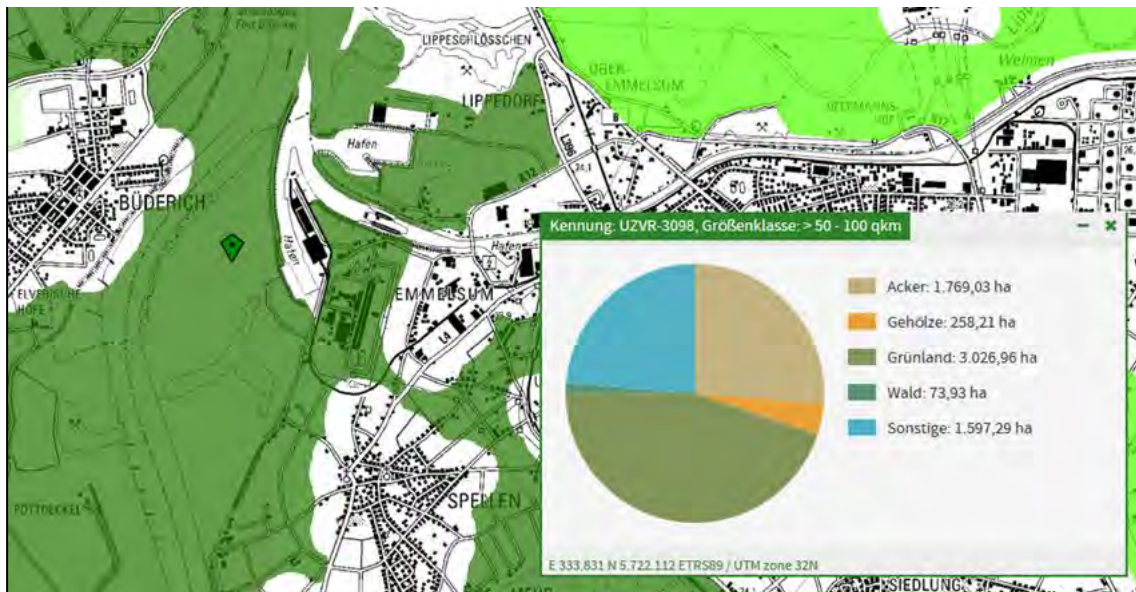 LIPPESCHLÖSSCHEN
OBER-
EMMELSUM
Welmen
LIPPEDORF
Hafen
BÜDERICH
Hafen
Hafen
EMMELSUM
L4
SPELLEN
SIEDLUNG
Kennung: UZVR-3098, Größenklasse: > 50 - 100 qkm
Acker: 1.769,03 ha
Gehölze: 258,21 ha
Grünland: 3.026,96 ha
Wald: 73,93 ha
Sonstige: 1.597,29 ha
E 333.831 N 5.722.112 ETRS89 / UTM zone 32N